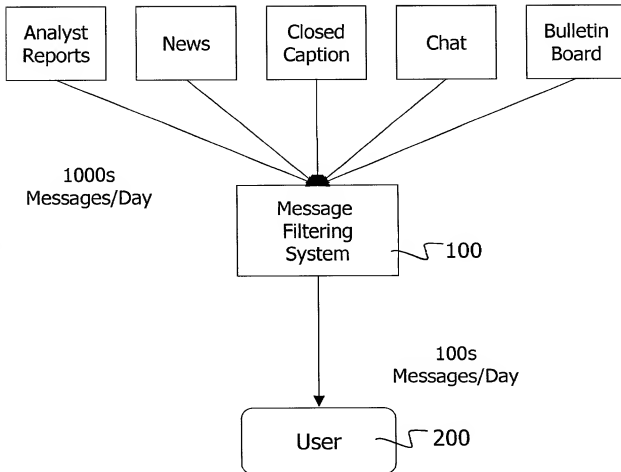 Analyst
Reports
News
Closed
Caption
Chat
Bulletin
Board
1000s
Messages/Day
Message
Filtering
System
100
100s
Messages/Day
User
200